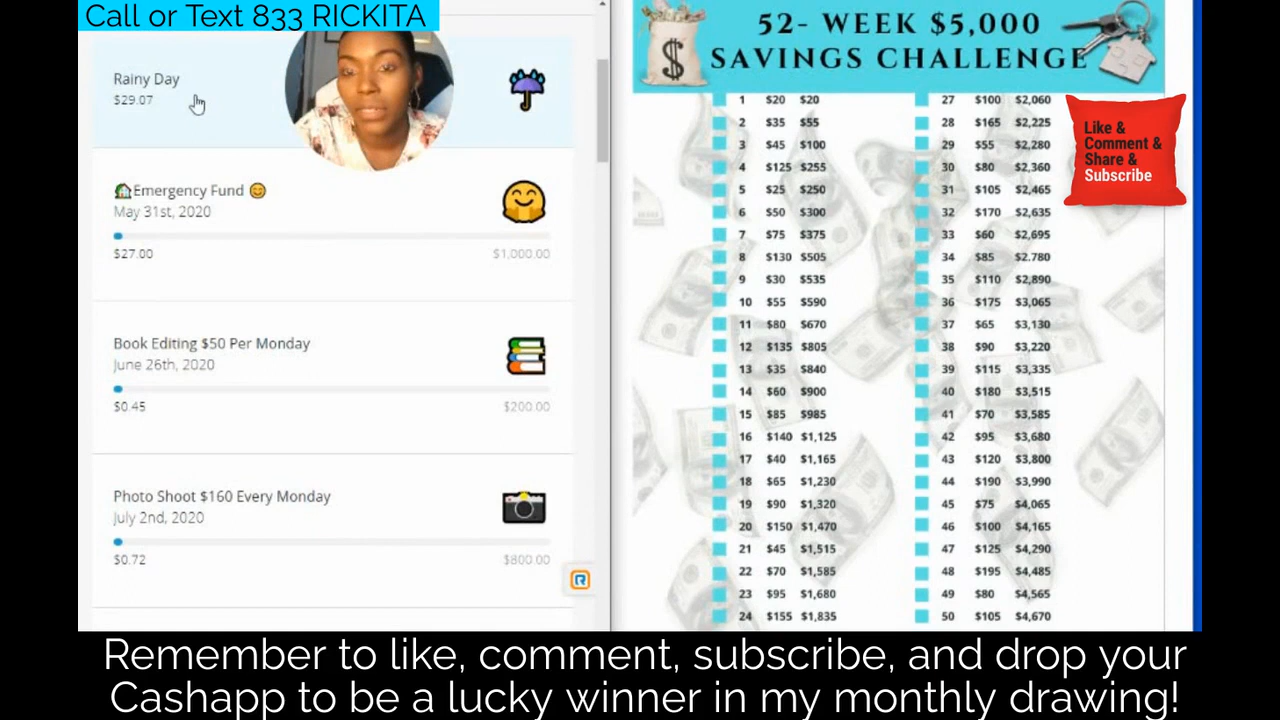 Call or Text 833 RICKITA
Rainy Day
$29.07
Emergency Fund
May 31st, 2020
$27.00 $1,000.00
Book Editing $50 Per Monday
June 26th, 2020
$0.45 $200.00
Photo Shoot $160 Every Monday
July 2nd, 2020
$0.72 $800.00
52- WEEK $5,000
SAVINGS CHALLENGE
1 $20 $20
2 $35 $55
3 $45 $100
4 $125 $255
5 $25 $250
6 $50 $300
7 $75 $375
8 $130 $505
9 $30 $535
10 $55 $590
11 $80 $670
12 $135 $805
13 $35 $840
14 $60 $900
15 $85 $985
16 $140 $1,125
17 $40 $1,165
18 $65 $1,230
19 $90 $1,320
20 $150 $1,470
21 $45 $1,515
22 $70 $1,585
23 $95 $1,680
24 $155 $1,835
27 $100 $2,060
28 $165 $2,225
29 $55 $2,280
30 $80 $2,360
31 $105 $2,465
32 $170 $2,635
33 $60 $2,695
34 $85 $2.780
35 $110 $2,890
36 $175 $3,065
37 $65 $3,130
38 $90 $3,220
39 $115 $3,335
40 $180 $3,515
41 $70 $3,585
42 $95 $3,680
43 $120 $3,800
44 $190 $3,990
45 $75 $4,065
46 $100 $4,165
47 $125 $4,290
48 $195 $4,485
49 $80 $4,565
50 $105 $4,670
Like &
Comment &
Share &
Subscribe
Remember to like, comment, subscribe, and drop your
Cashapp to be a lucky winner in my monthly drawing!